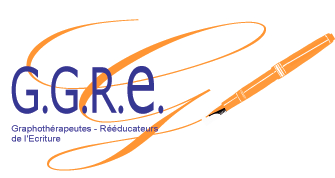 G.G.R.e.
Graphothérapeutes - Rééducateurs
de l'Ecriture